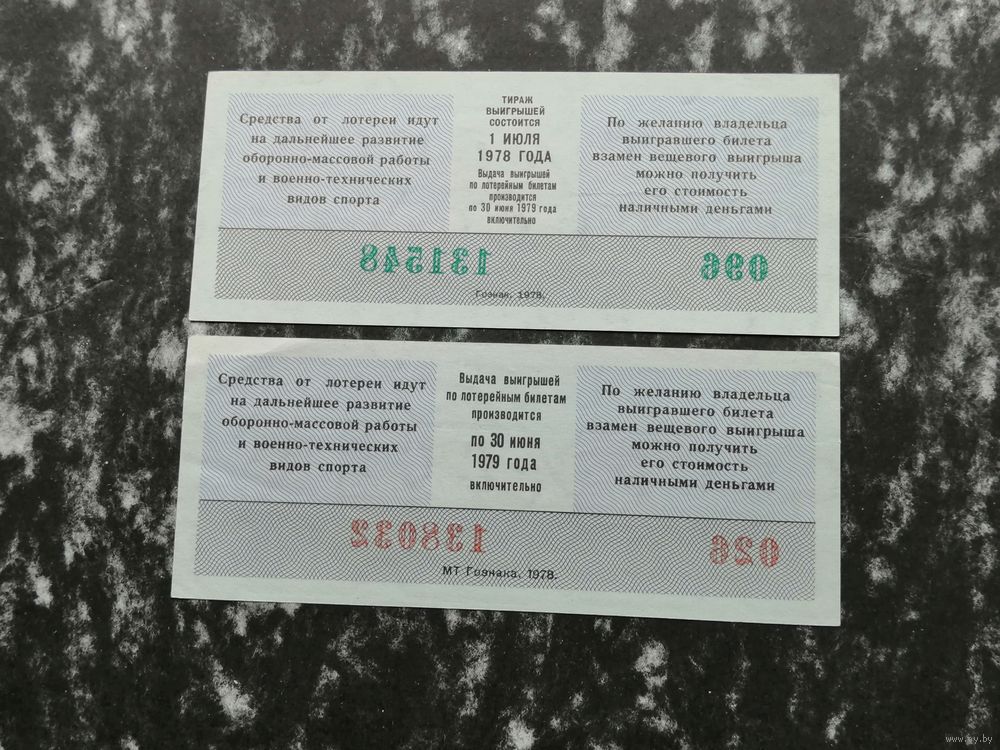 Средства от лотереи идут
на дальнейшее развитие
оборонно-массовой работы
и военно-технических
видов спорта
ТИРАЖ
ВЫИГРЫШЕЙ
СОСТОИТСЯ
1 ИЮЛЯ
1978 ГОДА
Выдача выигрышей
по лотерейным билетам
производится
по 30 июня 1979 года
включительно
По желанию владельца
выигравшего билета
взамен вещевого выигрыша
можно получить
его стоимость
наличными деньгами
131548
096
Гознак. 1978.
Средства от лотереи идут
на дальнейшее развитие
оборонно-массовой работы
и военно-технических
видов спорта
Выдача выигрышей
по лотерейным билетам
производится
по 30 июня
1979 года
включительно
По желанию владельца
выигравшего билета
взамен вещевого выигрыша
можно получить
его стоимость
наличными деньгами
138032
026
МТ Гознака. 1978.
www.ay.by